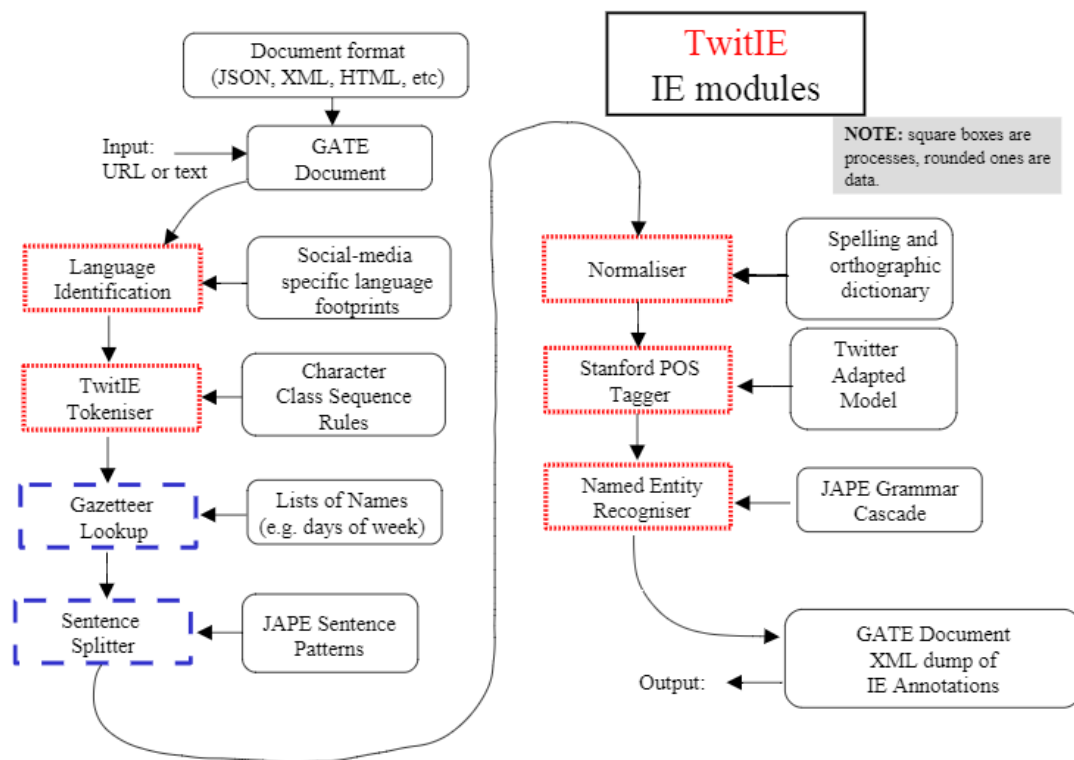 Document format
(JSON, XML, HTML, etc)
Input:
URL or text
GATE
Document
Language
Identification
Social-media
specific language
footprints
TwitIE
Tokeniser
Character
Class Sequence
Rules
Gazetteer
Lookup
Lists of Names
(e.g. days of week)
Sentence
Splitter
JAPE Sentence
Patterns
TwitIE
IE modules
NOTE: square boxes are
processes, rounded ones are
data.
Normaliser
Spelling and
orthographic
dictionary
Stanford POS
Tagger
Twitter
Adapted
Model
Named Entity
Recogniser
JAPE Grammar
Cascade
GATE Document
XML dump of
IE Annotations
Output: